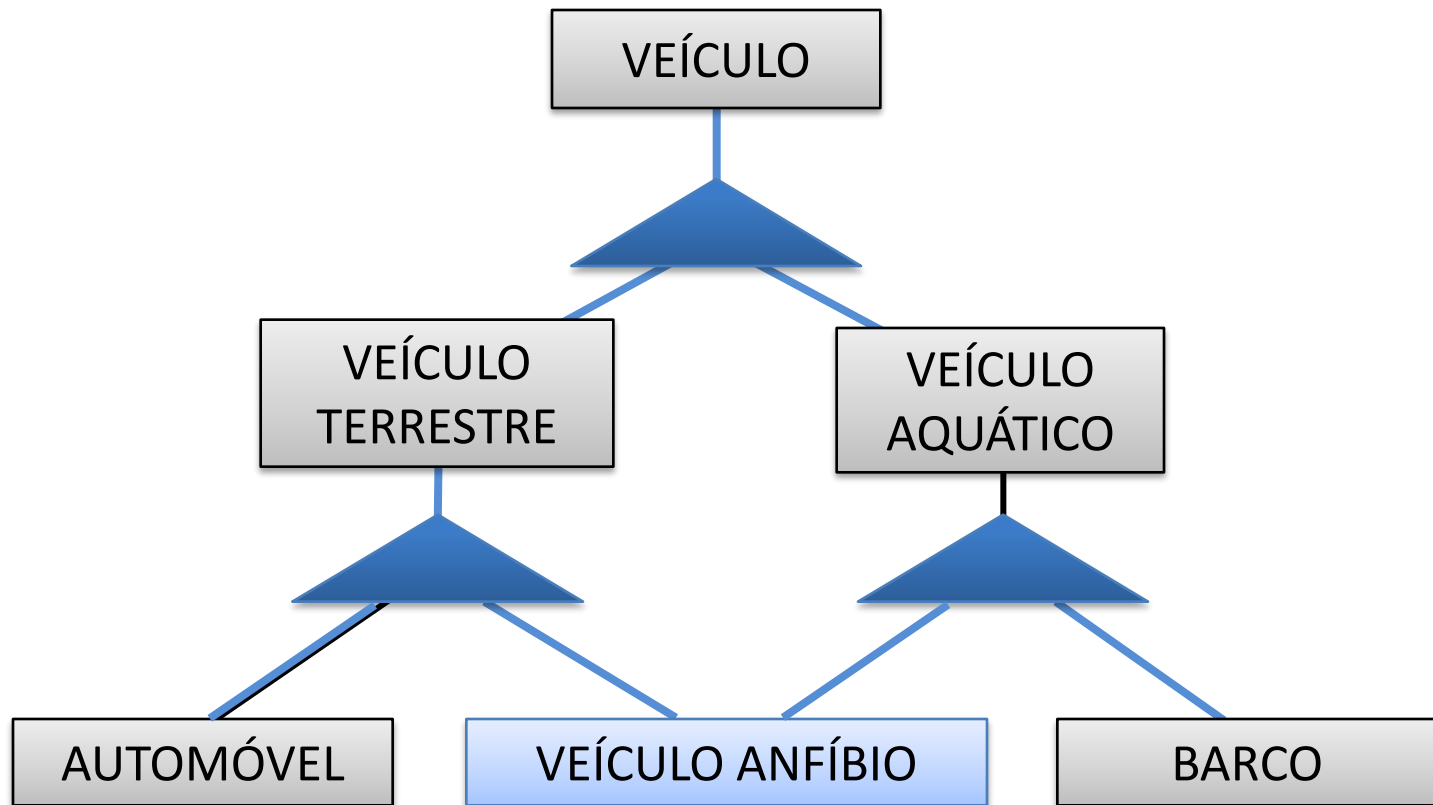 VEÍCULO
VEÍCULO
TERRESTRE
VEÍCULO
AQUÁTICO
AUTOMÓVEL
VEÍCULO ANFÍBIO
BARCO